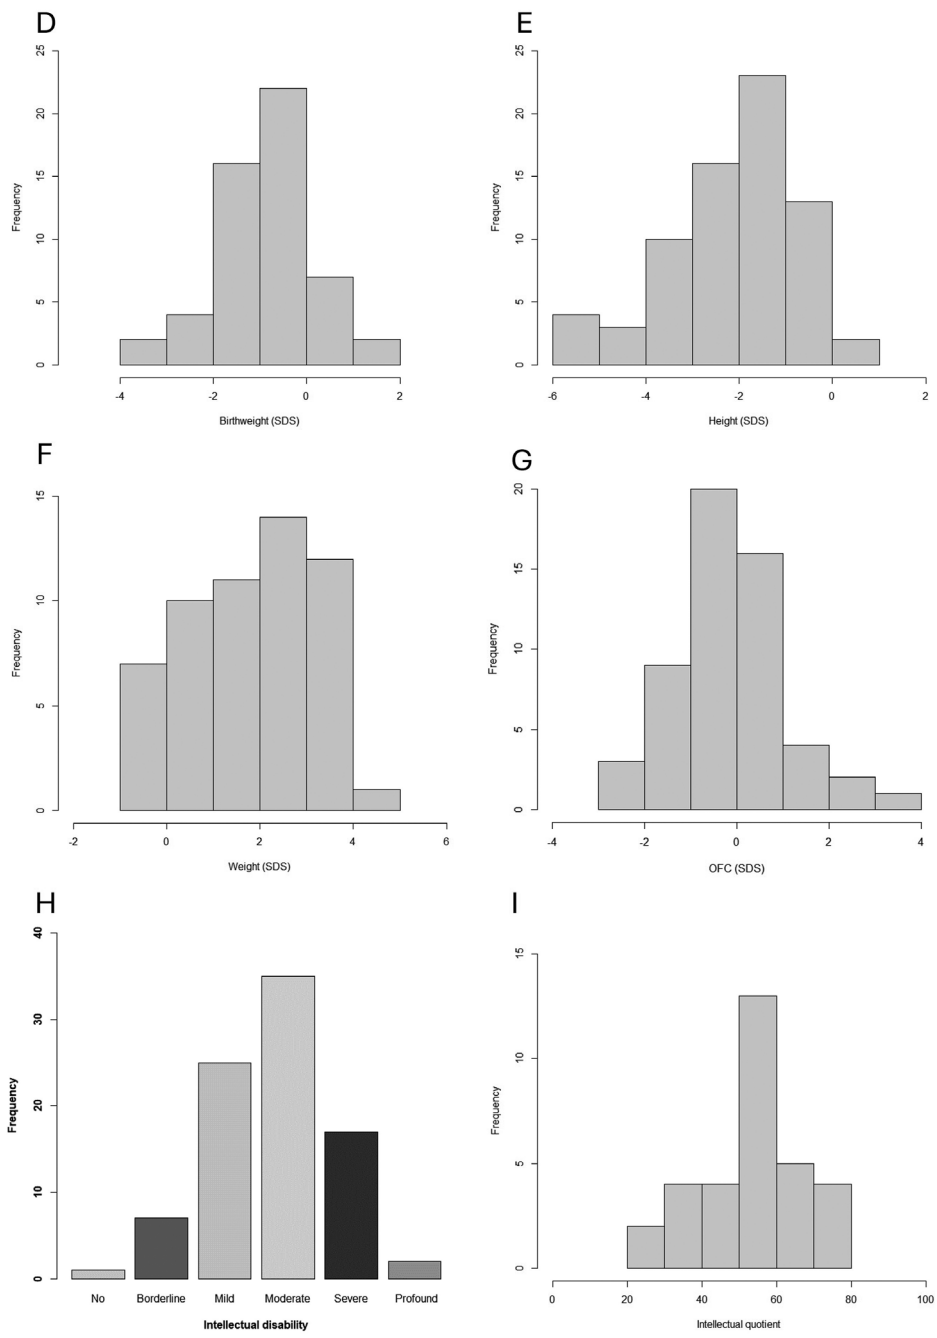 D
25
20
15
10
5
0
Frequency
-4 -2 0 2
Birthweight (SDS)
E
25
20
15
10
5
0
Frequency
-6 -4 -2 0 2
Height (SDS)
F
15
10
5
0
Frequency
-2 0 2 4 6
Weight (SDS)
G
20
15
10
5
0
Frequency
-4 -2 0 2 4
OFC (SDS)
H
40
30
20
10
0
Frequency
No Borderline Mild Moderate Severe Profound
Intellectual disability
I
15
10
5
0
Frequency
0 20 40 60 80 100
Intellectual quotient